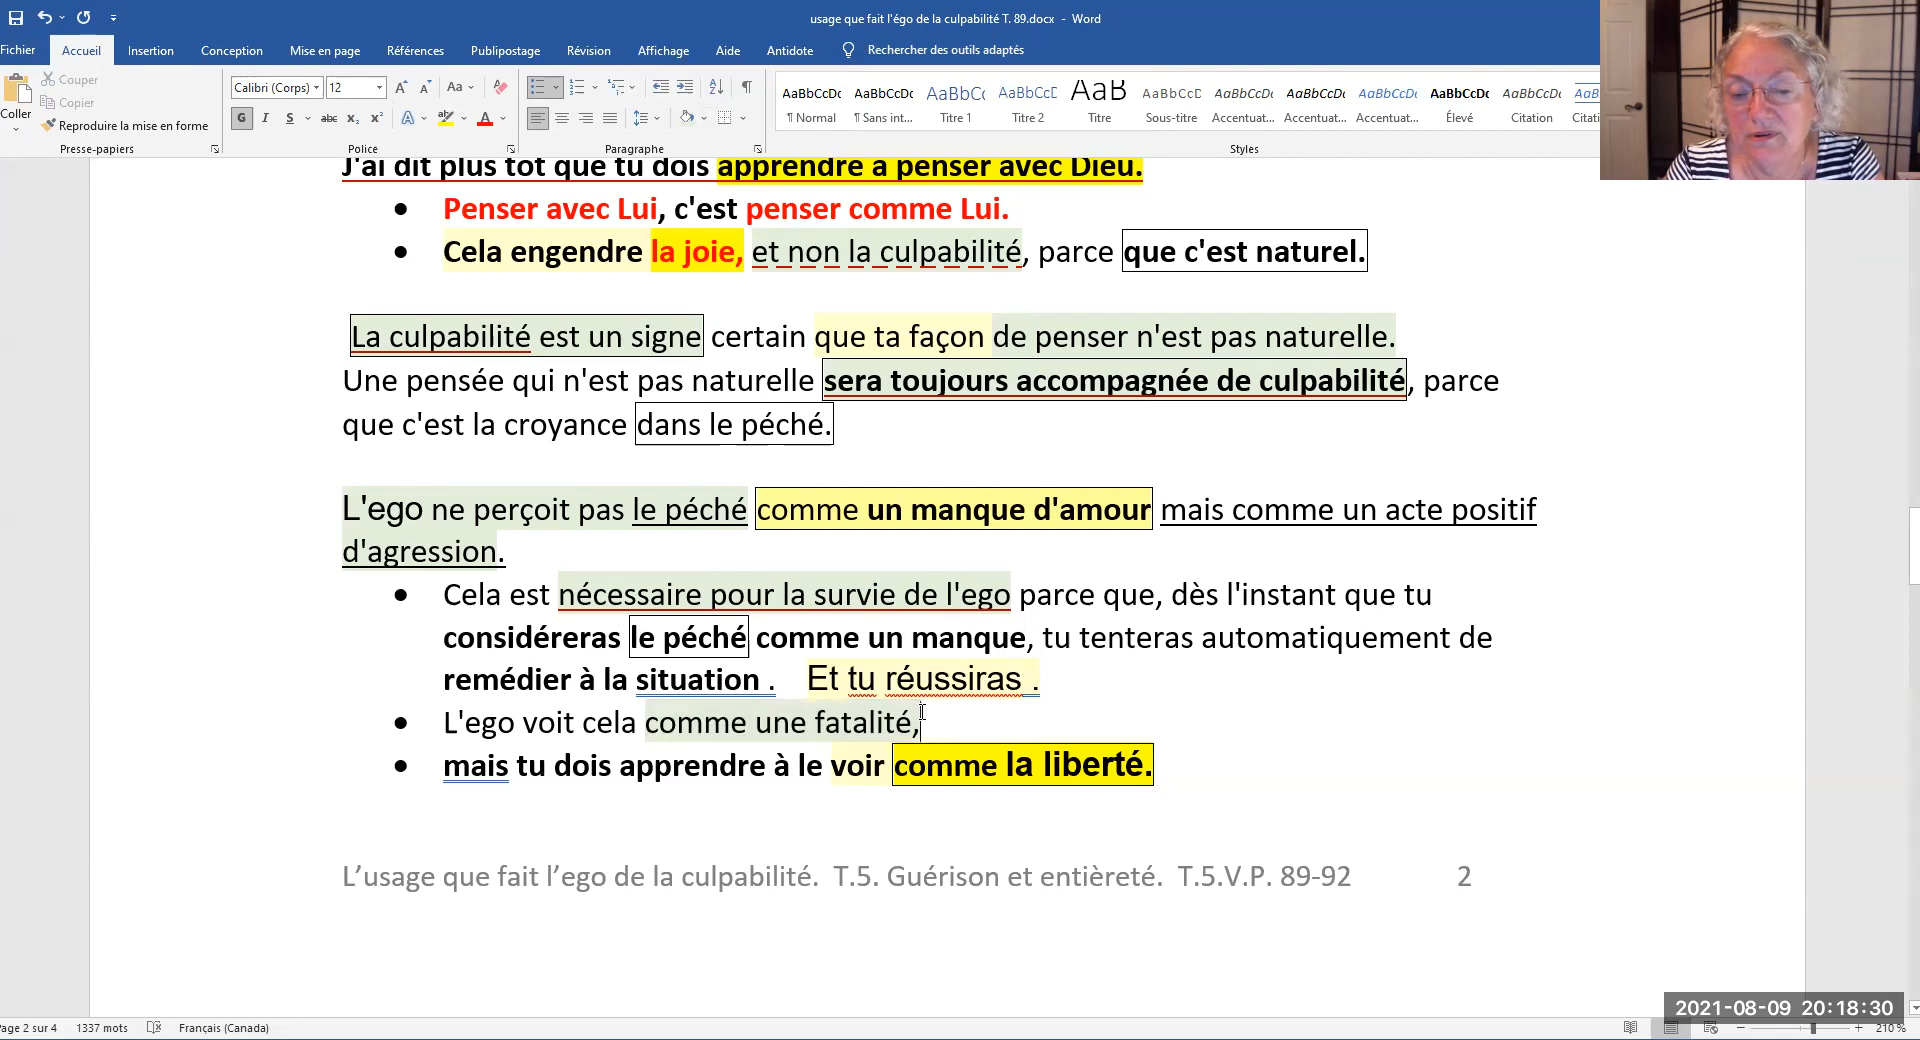 usage que fait l'égo de la culpabilité T. 89.docx - Word
Fichier Accueil Insertion Conception Mise en page Références Publipostage Révision Affichage Aide Antidote Rechercher des outils adaptés
Couper
Copier
Coller
Reproduire la mise en forme
Calibri (Corps) 12
AaBbCcDc AaBbCcDc AaBbCc AaBbCcC AaB AaBbCcD AaBbCcDc AaBbCcDc AaBbCcDc AaBbCcDc AaBbCcDc
¶ Normal ¶ Sans int... Titre 1 Titre 2 Titre Sous-titre Accentuat... Accentuat... Accentuat... Élevé Citation Citati
Presse-papiers Police Paragraphe Styles
J'ai dit plus tot que tu dois apprendre a penser avec Dieu.
• Penser avec Lui, c'est penser comme Lui.
• Cela engendre la joie, et non la culpabilité, parce que c'est naturel.
La culpabilité est un signe certain que ta façon de penser n'est pas naturelle.
Une pensée qui n'est pas naturelle sera toujours accompagnée de culpabilité, parce
que c'est la croyance dans le péché.
L'ego ne perçoit pas le péché comme un manque d'amour mais comme un acte positif
d'agression.
• Cela est nécessaire pour la survie de l'ego parce que, dès l'instant que tu
considéreras le péché comme un manque, tu tenteras automatiquement de
remédier à la situation . Et tu réussiras .
• L'ego voit cela comme une fatalité,
• mais tu dois apprendre à le voir comme la liberté.
L’usage que fait l’ego de la culpabilité. T.5. Guérison et entièreté. T.5.V.P. 89-92 2
2021-08-09 20:18:30
age 2 sur 4 1337 mots Français (Canada) 210 %